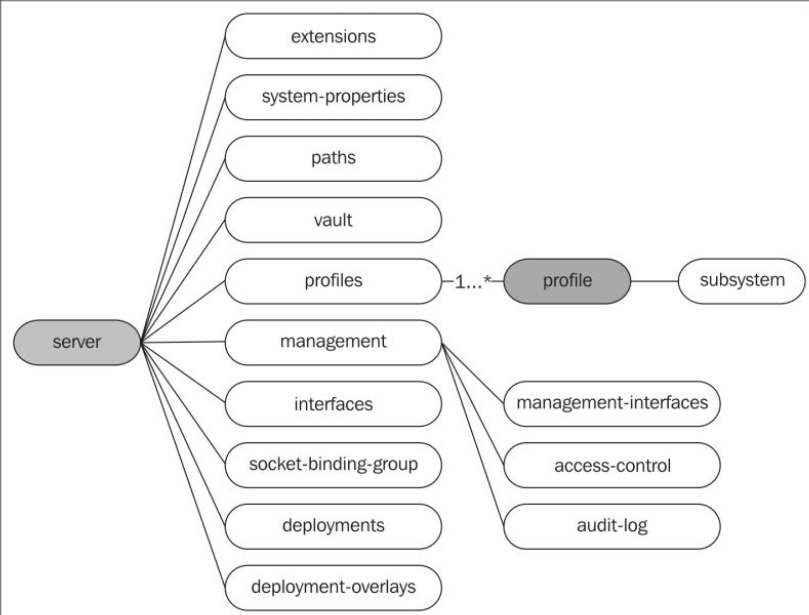 extensions
system-properties
paths
vault
profiles
1...*
profile
subsystem
server
management
interfaces
management-interfaces
socket-binding-group
access-control
deployments
audit-log
deployment-overlays